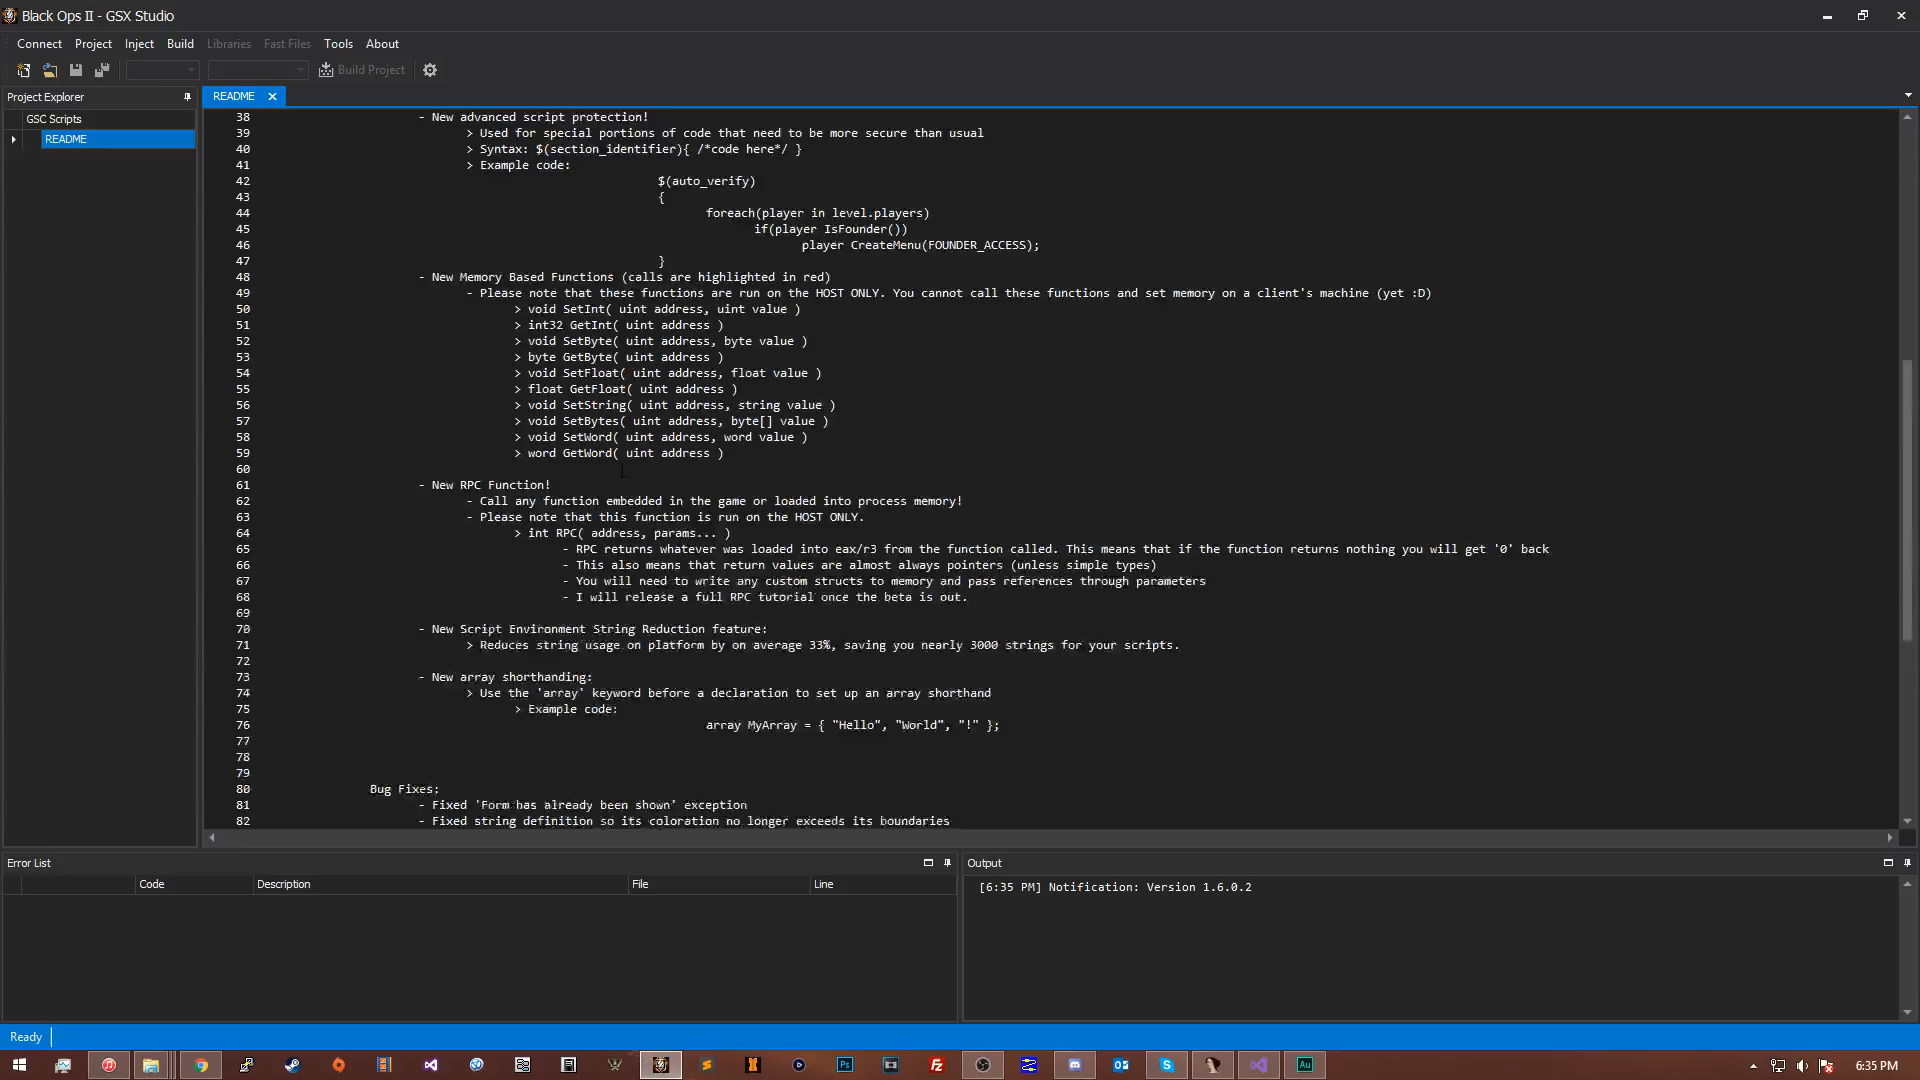 Black Ops II - GSX Studio
Connect Project Inject Build Libraries Fast Files Tools About
Build Project
Project Explorer
GSC Scripts
README
README
38 - New advanced script protection!
39 > Used for special portions of code that need to be more secure than usual
40 > Syntax: $(section_identifier){ /*code here*/ }
41 > Example code:
42 $(auto_verify)
43 {
44 foreach(player in level.players)
45 if(player IsFounder())
46 player CreateMenu(FOUNDER_ACCESS);
47 }
48 - New Memory Based Functions (calls are highlighted in red)
49 - Please note that these functions are run on the HOST ONLY. You cannot call these functions and set memory on a client's machine (yet :D)
50 > void SetInt( uint address, uint value )
51 > int32 GetInt( uint address )
52 > void SetByte( uint address, byte value )
53 > byte GetByte( uint address )
54 > void SetFloat( uint address, float value )
55 > float GetFloat( uint address )
56 > void SetString( uint address, string value )
57 > void SetBytes( uint address, byte[] value )
58 > void SetWord( uint address, word value )
59 > word GetWord( uint address )
60
61 - New RPC Function!
62 - Call any function embedded in the game or loaded into process memory!
63 - Please note that this function is run on the HOST ONLY.
64 > int RPC( address, params... )
65 - RPC returns whatever was loaded into eax/r3 from the function called. This means that if the function returns nothing you will get '0' back
66 - This also means that return values are almost always pointers (unless simple types)
67 - You will need to write any custom structs to memory and pass references through parameters
68 - I will release a full RPC tutorial once the beta is out.
69
70 - New Script Environment String Reduction feature:
71 > Reduces string usage on platform by on average 33%, saving you nearly 3000 strings for your scripts.
72
73 - New array shorthanding:
74 > Use the 'array' keyword before a declaration to set up an array shorthand
75 > Example code:
76 array MyArray = { "Hello", "World", "!" };
77
78
79
80 Bug Fixes:
81 - Fixed 'Form has already been shown' exception
82 - Fixed string definition so its coloration no longer exceeds its boundaries
Error List
Code Description File Line
Output
[6:35 PM] Notification: Version 1.6.0.2
Ready
Ps
Fz
Au
6:35 PM